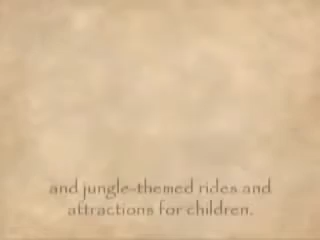 and jungle-themed rides and
attractions for children.